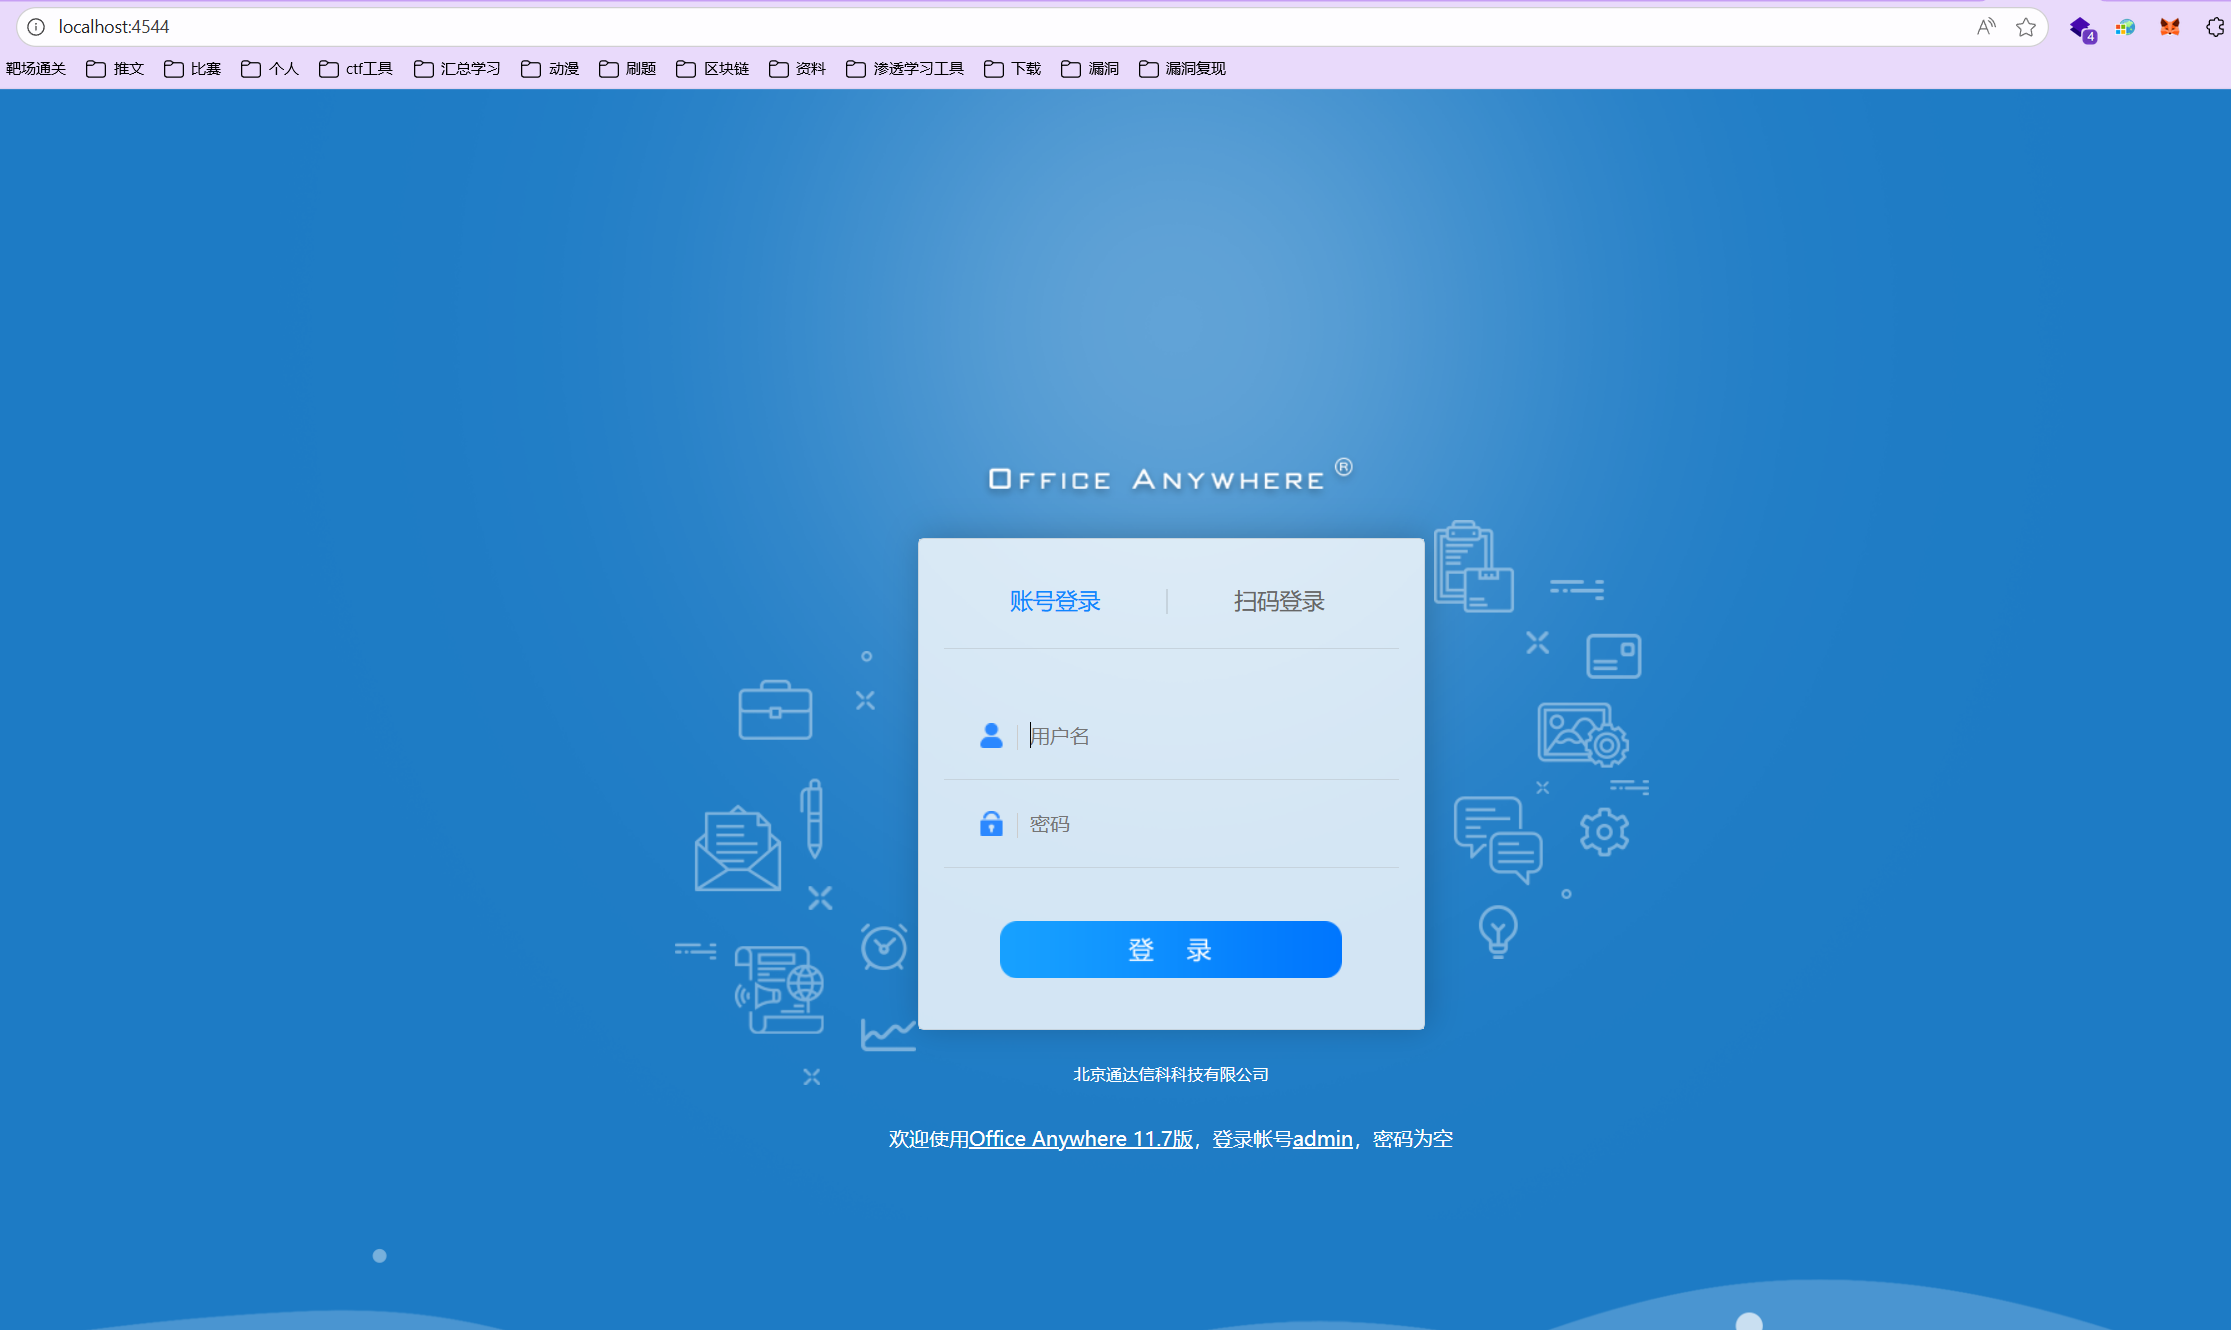 localhost:4544
4
靶场通关 推文 比赛 个人 ctf工具 汇总学习 动漫 刷题 区块链 资料 渗透学习工具 下载 漏洞 漏洞复现
OFFICE ANYWHERE®
账号登录 扫码登录
用户名
密码
登 录
北京通达信科科技有限公司
欢迎使用Office Anywhere 11.7版，登录帐号admin，密码为空